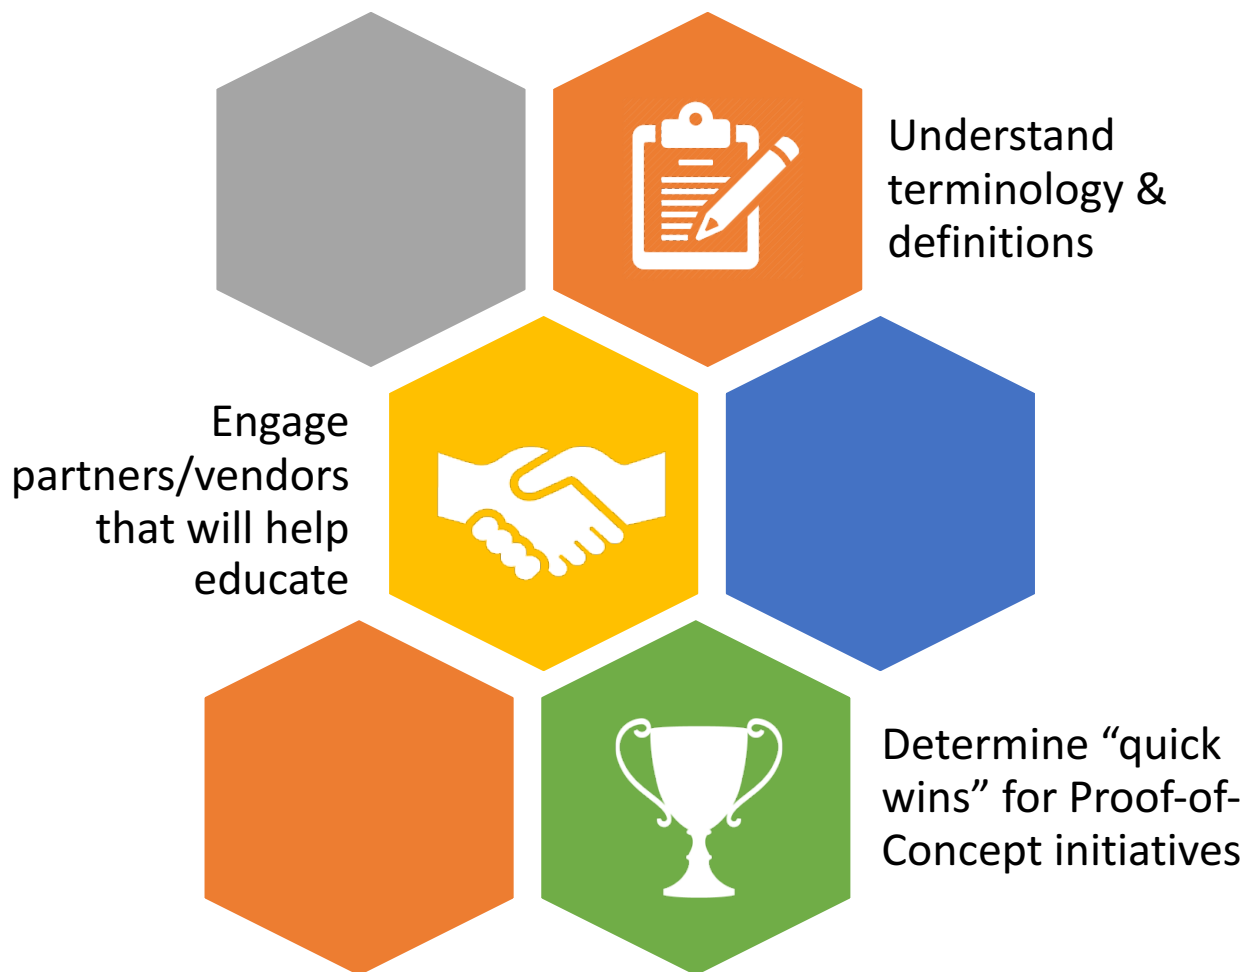 Understand
terminology &
definitions
Engage
partners/vendors
that will help
educate
Determine “quick
wins” for Proof-of-
Concept initiatives